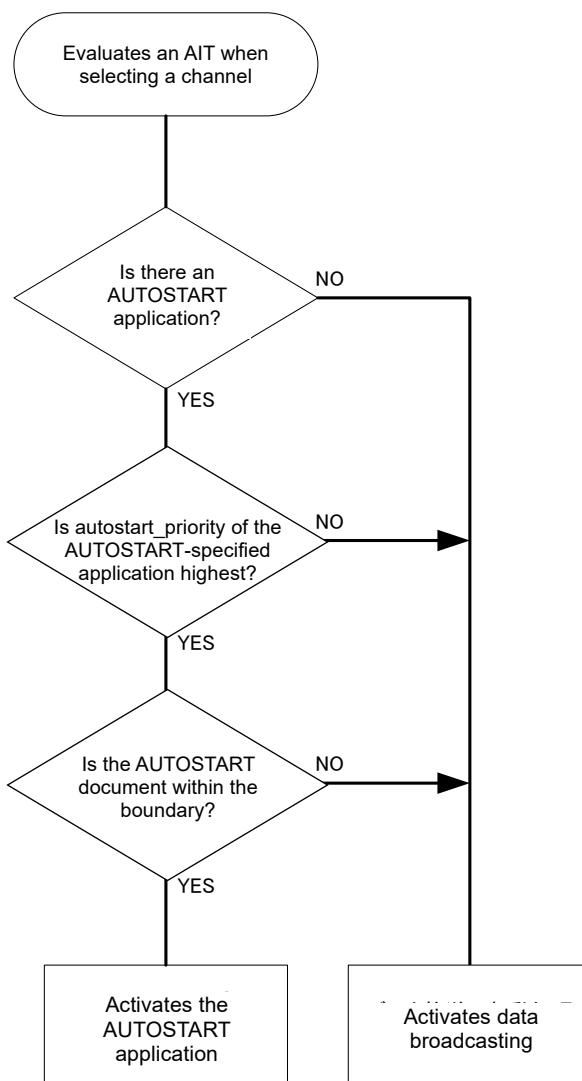 Evaluates an AIT when
selecting a channel
Is there an
AUTOSTART
application?
NO
YES
Is autostart_priority of the
AUTOSTART-specified
application highest?
NO
YES
Is the AUTOSTART
document within the
boundary?
NO
YES
Activates the
AUTOSTART
application
Activates data
broadcasting